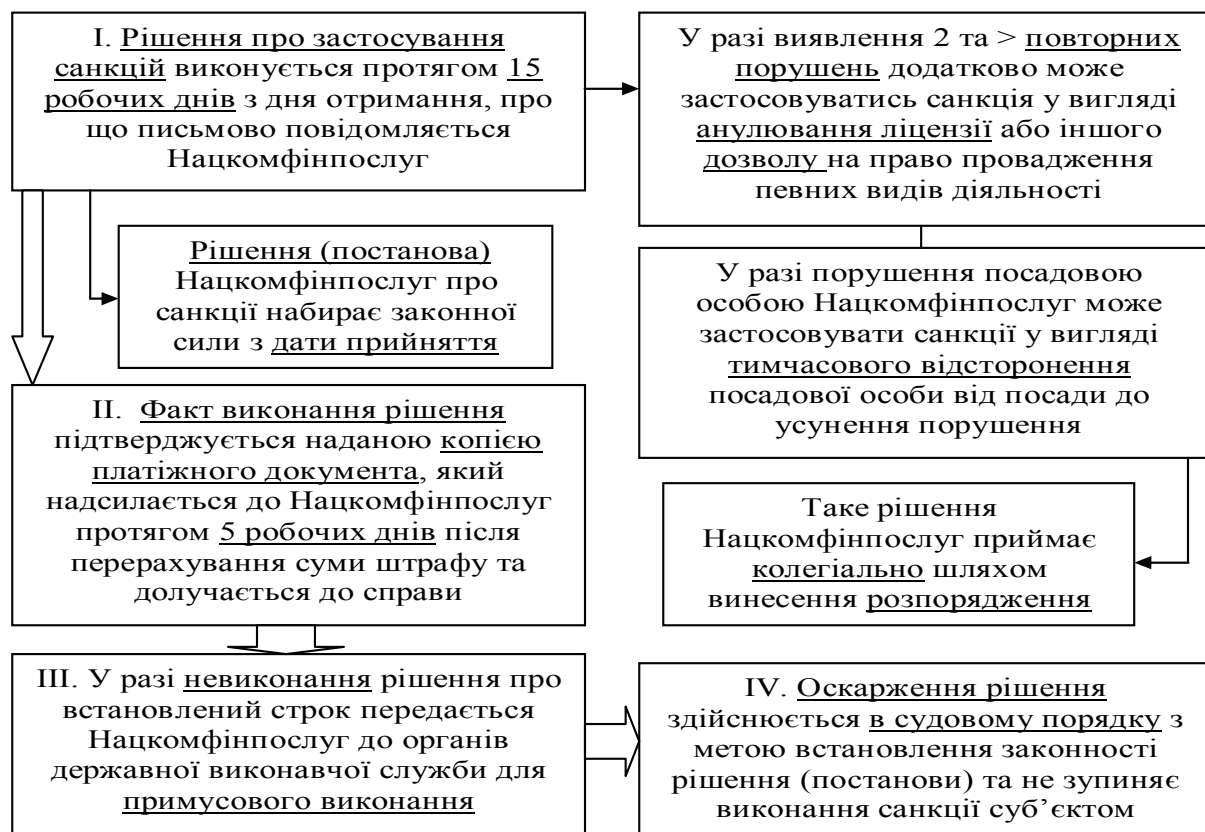 І. Рішення про застосування
санкцій виконується протягом 15
робочих днів з дня отримання, про
що письмово повідомляється
Нацкомфінпослуг
У разі виявлення 2 та > повторних
порушень додатково може
застосовуватись санкція у вигляді
анулювання ліцензії або іншого
дозволу на право провадження
певних видів діяльності
Рішення (постанова)
Нацкомфінпослуг про
санкції набирає законної
сили з дати прийняття
У разі порушення посадовою
особою Нацкомфінпослуг може
застосовувати санкції у вигляді
тимчасового відсторонення
посадової особи від посади до
усунення порушення
ІІ. Факт виконання рішення
підтверджується наданою копією
платіжного документа, який
надсилається до Нацкомфінпослуг
протягом 5 робочих днів після
перерахування суми штрафу та
долучається до справи
Таке рішення
Нацкомфінпослуг приймає
колегіально шляхом
винесення розпорядження
ІІІ. У разі невиконання рішення про
встановлений строк передається
Нацкомфінпослуг до органів
державної виконавчої служби для
примусового виконання
IV. Оскарження рішення
здійснюється в судовому порядку з
метою встановлення законності
рішення (постанови) та не зупиняє
виконання санкції суб’єктом